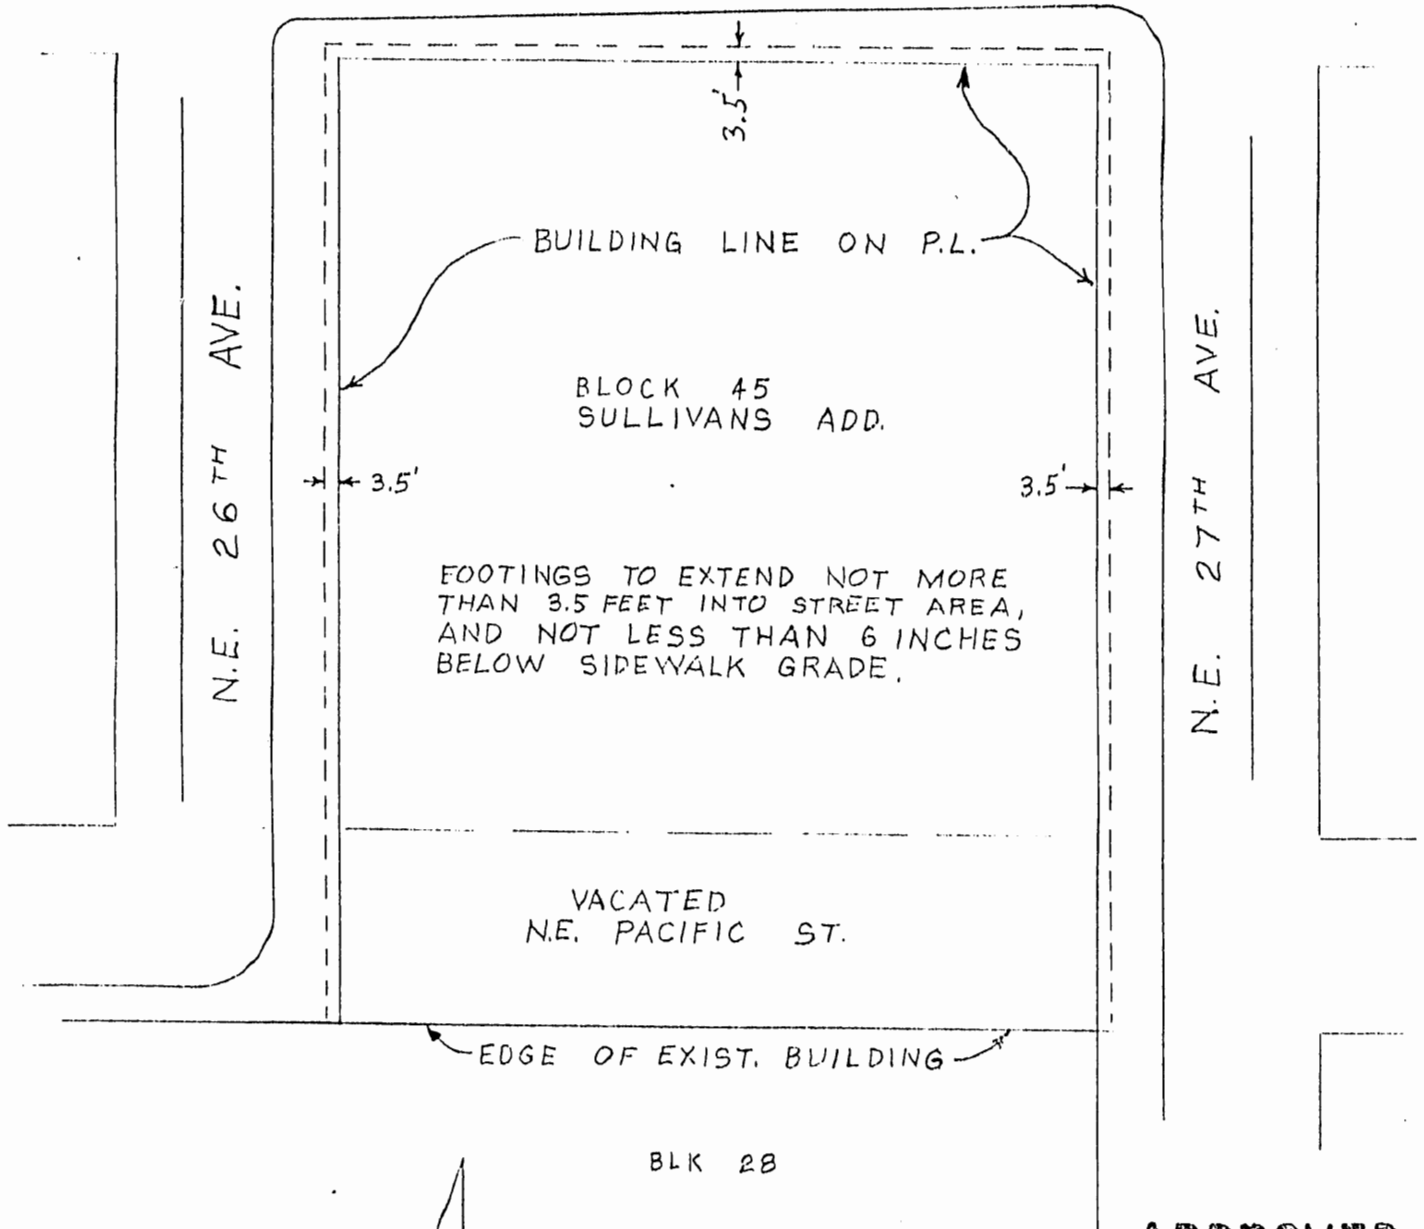 3.5'
BUILDING LINE ON P.L.
N.E. 26TH AVE.
N.E. 27TH AVE.
BLOCK 45
SULLIVANS ADD.
3.5'
3.5'
FOOTINGS TO EXTEND NOT MORE
THAN 3.5 FEET INTO STREET AREA,
AND NOT LESS THAN 6 INCHES
BELOW SIDEWALK GRADE.
VACATED
N.E. PACIFIC ST.
EDGE OF EXIST. BUILDING
BLK 28